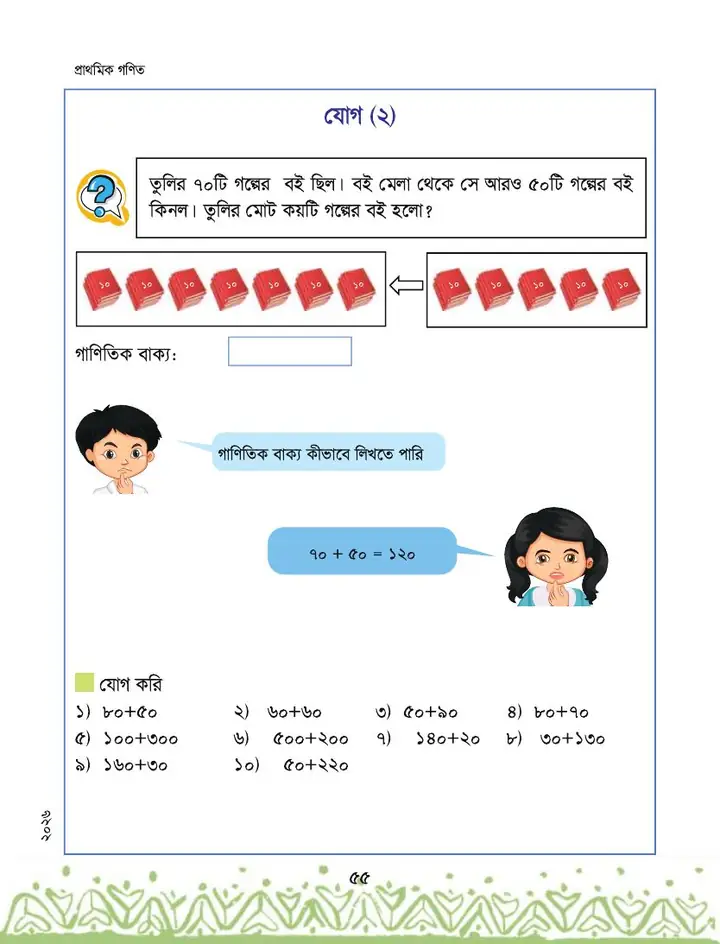 প্রাথমিক গণিত
যোগ (২)
?
তুলির ৭০টি গল্পের বই ছিল। বই মেলা থেকে সে আরও ৫০টি গল্পের বই
কিনল। তুলির মোট কয়টি গল্পের বই হলো?
১০ ১০ ১০ ১০ ১০ ১০ ১০ ১০ ১০ ১০ ১০ ১০
গাণিতিক বাক্য:
গাণিতিক বাক্য কীভাবে লিখতে পারি
৭০ + ৫০ = ১২০
যোগ করি
১) ৮০+৫০ ২) ৬০+৬০ ৩) ৫০+৯০ ৪) ৮০+৭০
৫) ১০০+৩০০ ৬) ৫০০+২০০ ৭) ১৪০+২০ ৮) ৩০+১৩০
৯) ১৬০+৩০ ১০) ৫০+২২০
২০২৬
৫৫